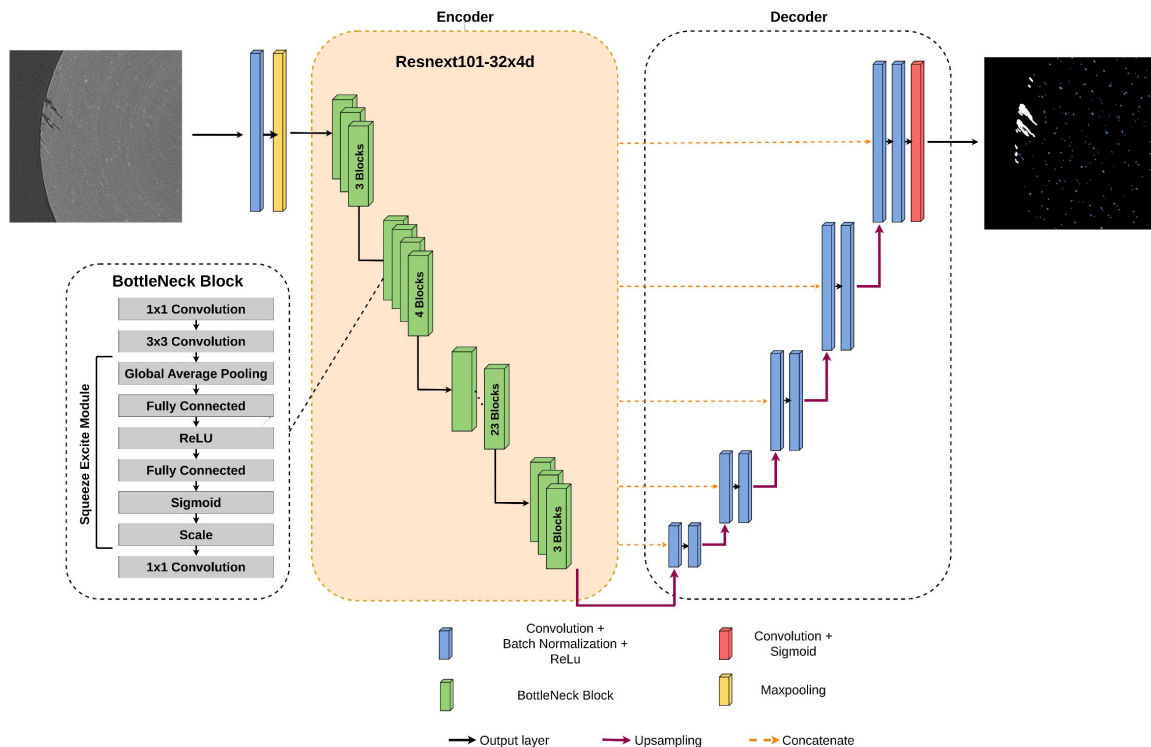 Encoder
Decoder
Resnext101-32x4d
3 Blocks
4 Blocks
23 Blocks
3 Blocks
BottleNeck Block
1x1 Convolution
3x3 Convolution
Global Average Pooling
Fully Connected
ReLU
Fully Connected
Sigmoid
Scale
1x1 Convolution
Squeeze Excite Module
Convolution +
Batch Normalization +
ReLu
Convolution +
Sigmoid
BottleNeck Block
Maxpooling
Output layer
Upsampling
Concatenate